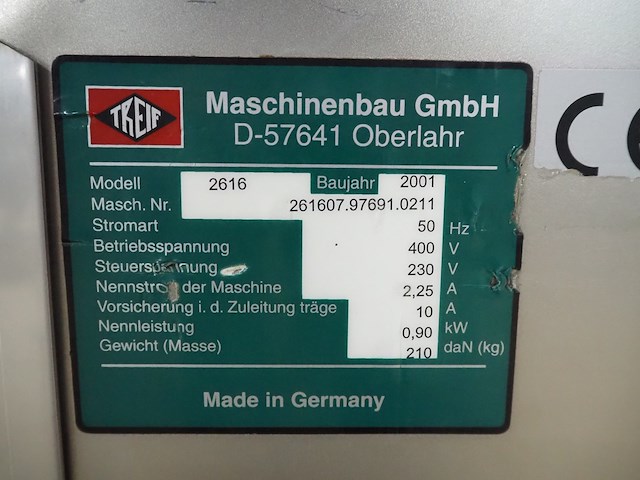 TREIF
Maschinenbau GmbH
D-57641 Oberlahr
Modell 2616 Baujahr 2001
Masch. Nr. 261607.97691.0211
Stromart 50 Hz
Betriebsspannung 400 V
Steuerspannung 230 V
Nennstrom der Maschine 2,25 A
Vorsicherung i. d. Zuleitung träge 10 A
Nennleistung 0,90 kW
Gewicht (Masse) 210 daN (kg)
Made in Germany
CE